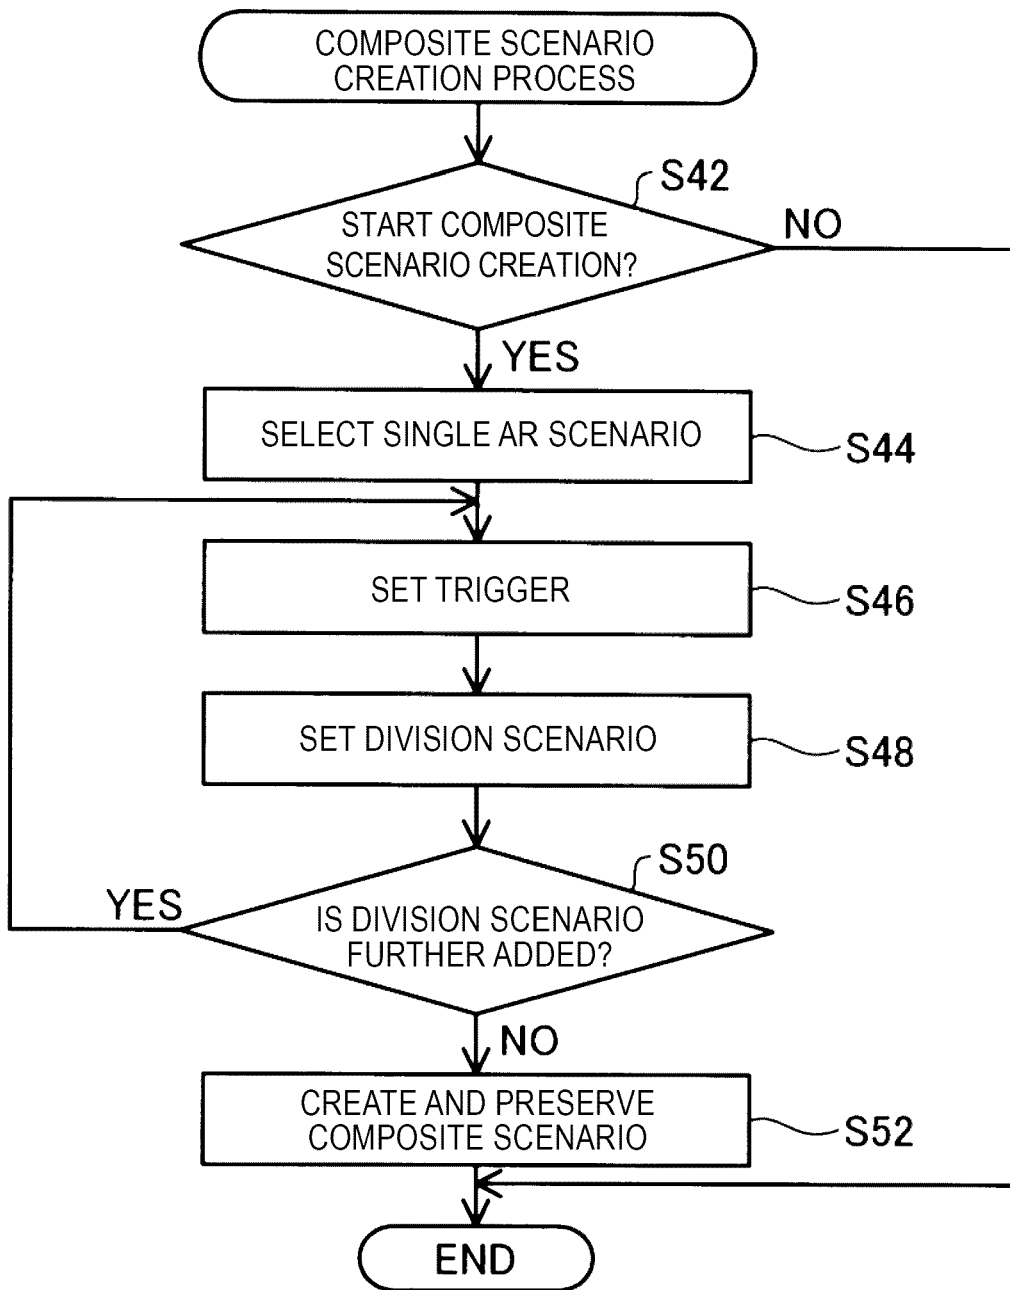 COMPOSITE SCENARIO
CREATION PROCESS
S42
START COMPOSITE
SCENARIO CREATION?
NO
YES
SELECT SINGLE AR SCENARIO
S44
SET TRIGGER
S46
SET DIVISION SCENARIO
S48
S50
YES
IS DIVISION SCENARIO
FURTHER ADDED?
NO
CREATE AND PRESERVE
COMPOSITE SCENARIO
S52
END